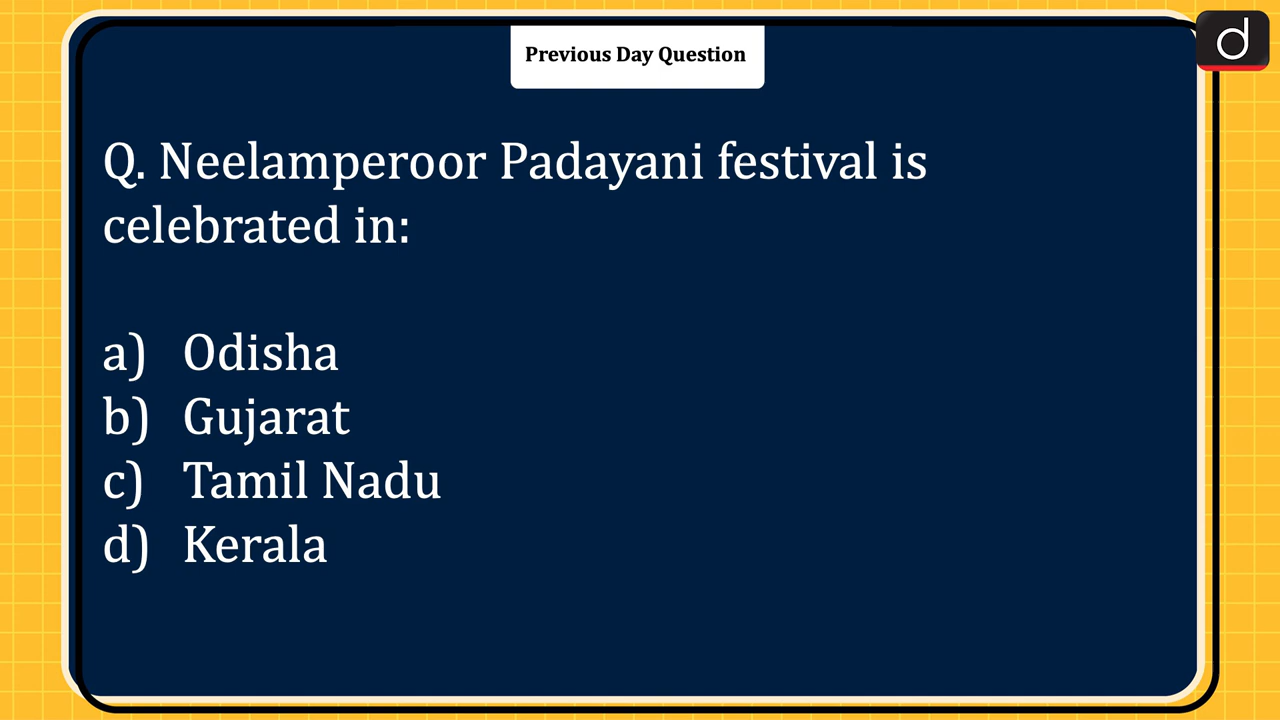 Previous Day Question
d
Q. Neelamperoor Padayani festival is
celebrated in:
a) Odisha
b) Gujarat
c) Tamil Nadu
d) Kerala